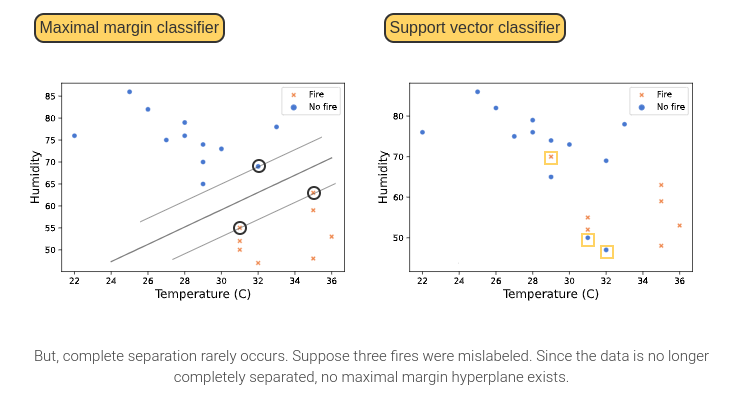 Maximal margin classifier
Support vector classifier
Fire
No fire
85
80
75
70
65
60
55
50
Humidity
22 24 26 28 30 32 34 36
Temperature (C)
Fire
No fire
80
70
60
50
Humidity
22 24 26 28 30 32 34 36
Temperature (C)
But, complete separation rarely occurs. Suppose three fires were mislabeled. Since the data is no longer
completely separated, no maximal margin hyperplane exists.